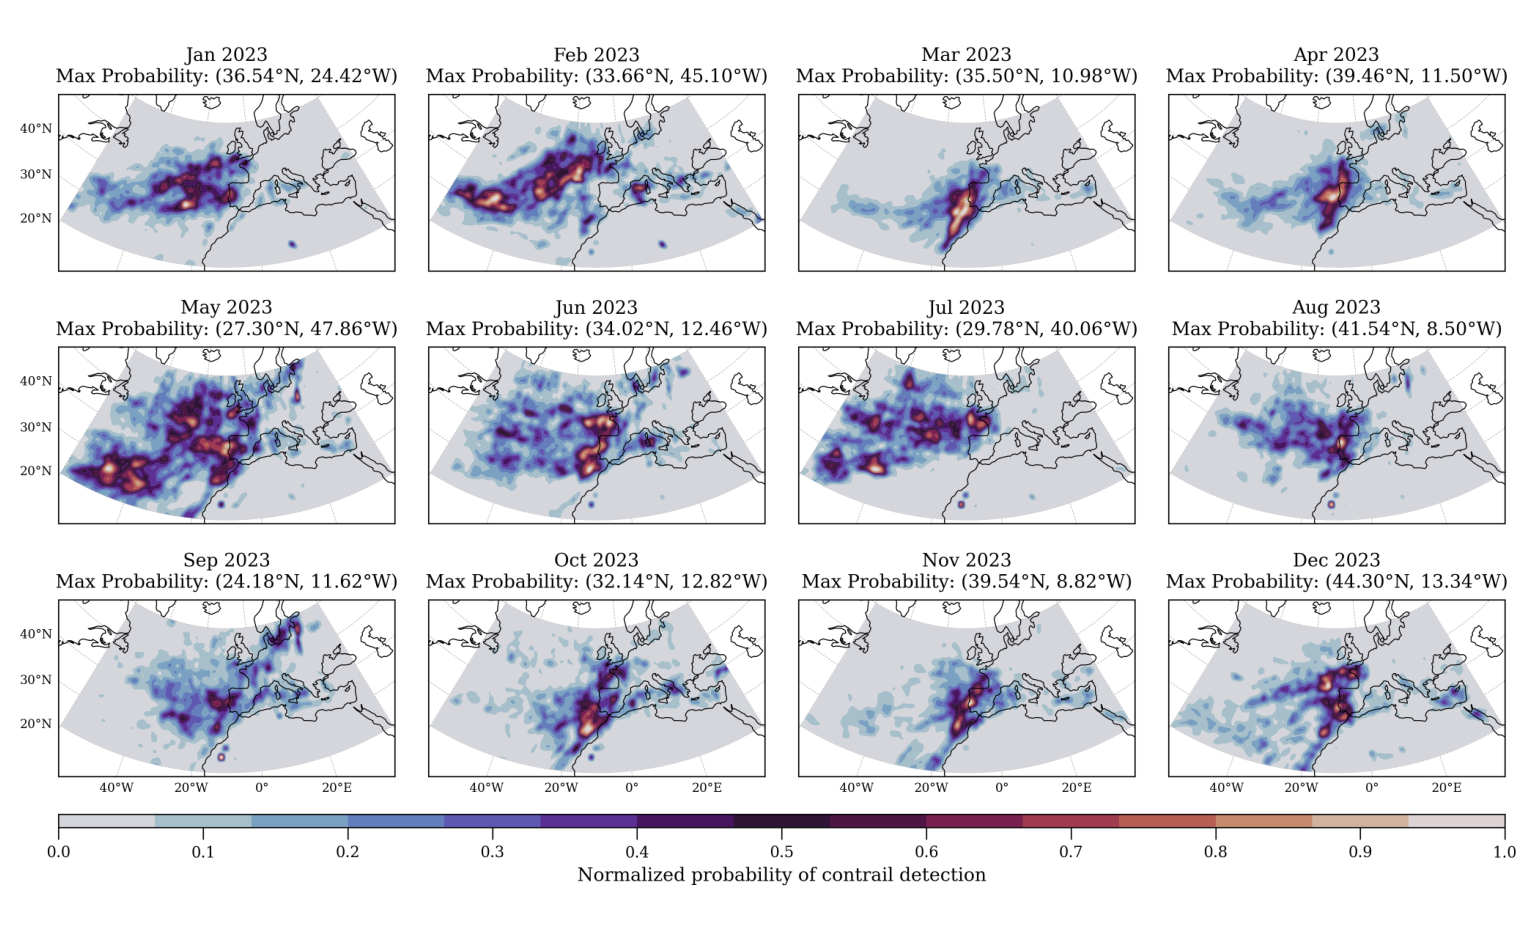 Jan 2023
Max Probability: (36.54°N, 24.42°W)
Feb 2023
Max Probability: (33.66°N, 45.10°W)
Mar 2023
Max Probability: (35.50°N, 10.98°W)
Apr 2023
Max Probability: (39.46°N, 11.50°W)
40°N
30°N
20°N
May 2023
Max Probability: (27.30°N, 47.86°W)
Jun 2023
Max Probability: (34.02°N, 12.46°W)
Jul 2023
Max Probability: (29.78°N, 40.06°W)
Aug 2023
Max Probability: (41.54°N, 8.50°W)
40°N
30°N
20°N
Sep 2023
Max Probability: (24.18°N, 11.62°W)
Oct 2023
Max Probability: (32.14°N, 12.82°W)
Nov 2023
Max Probability: (39.54°N, 8.82°W)
Dec 2023
Max Probability: (44.30°N, 13.34°W)
40°N
30°N
20°N
40°W 20°W 0° 20°E
40°W 20°W 0° 20°E
40°W 20°W 0° 20°E
40°W 20°W 0° 20°E
0.0 0.1 0.2 0.3 0.4 0.5 0.6 0.7 0.8 0.9 1.0
Normalized probability of contrail detection